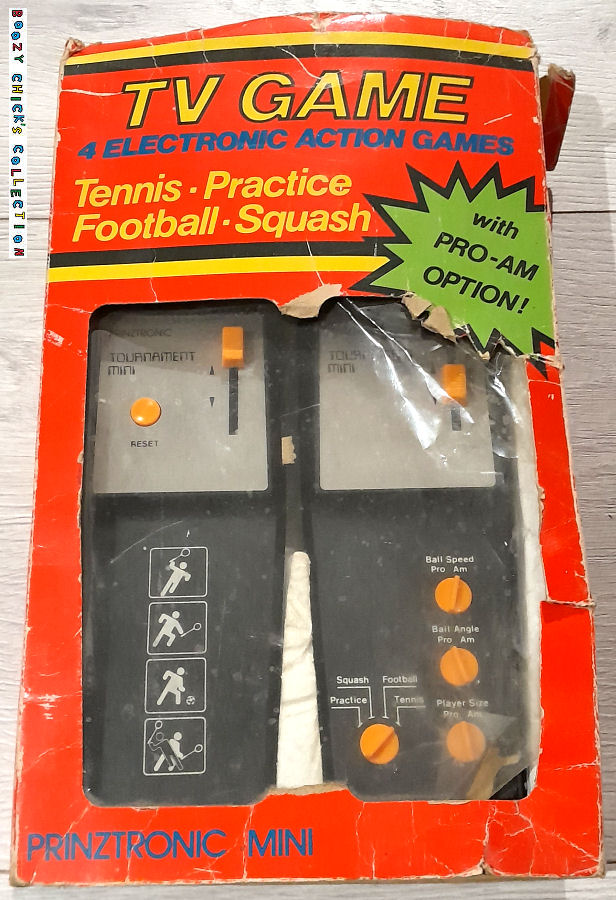 BOOZY CHICK'S COLLECTION
TV GAME
4 ELECTRONIC ACTION GAMES
Tennis · Practice
Football · Squash
with
PRO-AM
OPTION!
PRINZTRONIC
TOURNAMENT
mini
RESET
mini
Ball Speed
Pro Am
Ball Angle
Pro Am
Squash Football
Practice Tennis
Player Size
Pro Am
PRINZTRONIC MINI